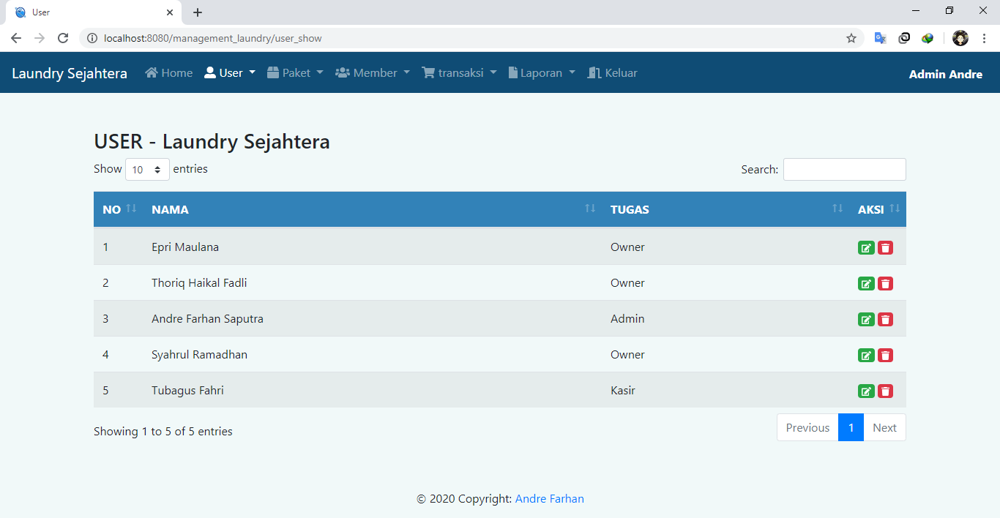 User
localhost:8080/management_laundry/user_show
Laundry Sejahtera Home User Paket Member transaksi Laporan Keluar Admin Andre
USER - Laundry Sejahtera
Show 10 entries Search:
NO NAMA TUGAS AKSI
1 Epri Maulana Owner
2 Thoriq Haikal Fadli Owner
3 Andre Farhan Saputra Admin
4 Syahrul Ramadhan Owner
5 Tubagus Fahri Kasir
Showing 1 to 5 of 5 entries Previous 1 Next
© 2020 Copyright: Andre Farhan